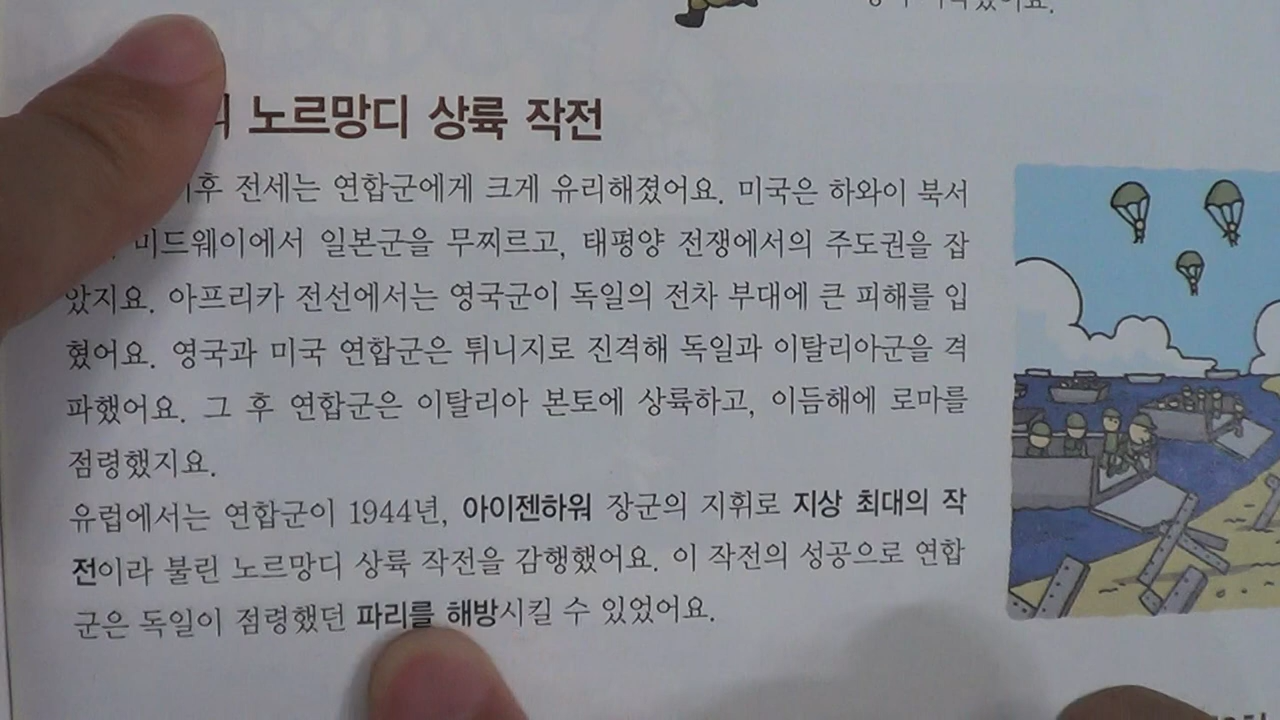 노르망디 상륙 작전
전세는 연합군에게 크게 유리해졌어요. 미국은 하와이 북서
미드웨이에서 일본군을 무찌르고, 태평양 전쟁에서의 주도권을 잡
았지요. 아프리카 전선에서는 영국군이 독일의 전차 부대에 큰 피해를 입
혔어요. 영국과 미국 연합군은 튀니지로 진격해 독일과 이탈리아군을 격
파했어요. 그 후 연합군은 이탈리아 본토에 상륙하고, 이듬해에 로마를
점령했지요.
유럽에서는 연합군이 1944년, 아이젠하워 장군의 지휘로 지상 최대의 작
전이라 불린 노르망디 상륙 작전을 감행했어요. 이 작전의 성공으로 연합
군은 독일이 점령했던 파리를 해방시킬 수 있었어요.